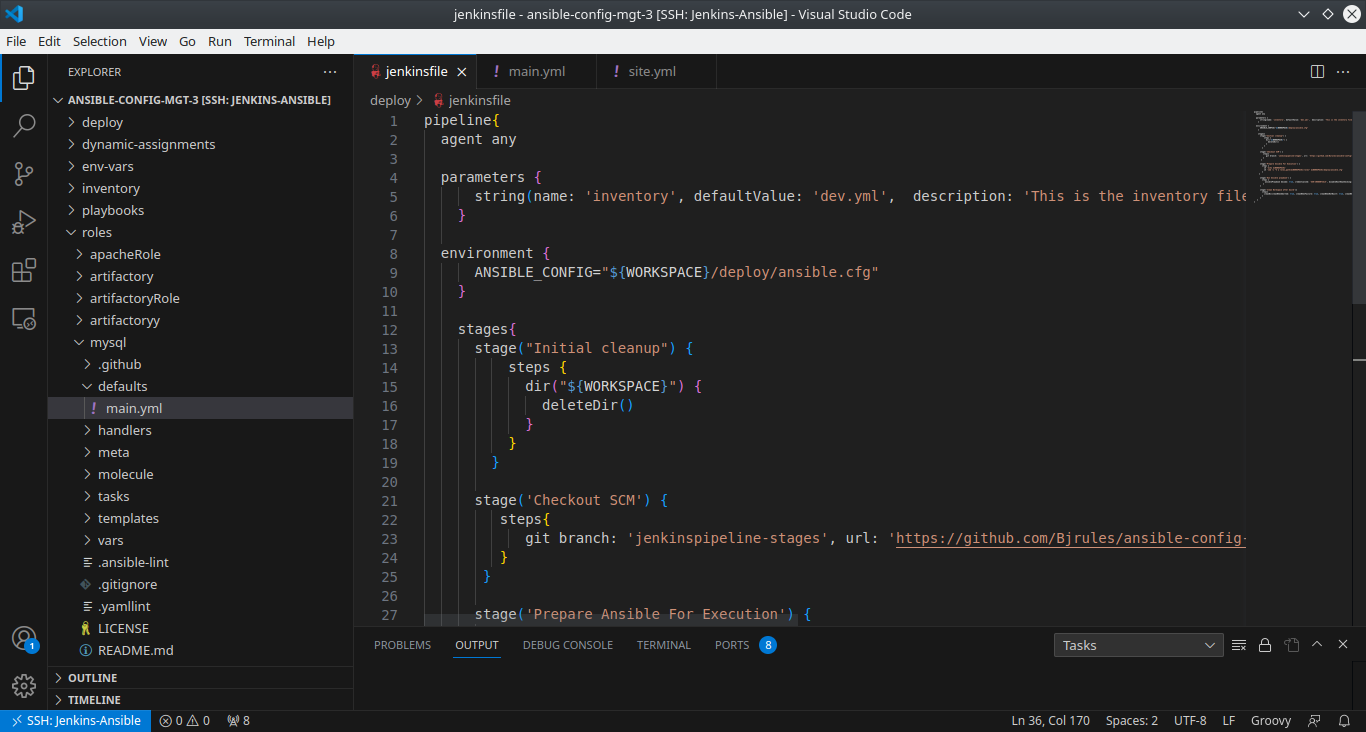 jenkinsfile - ansible-config-mgt-3 [SSH: Jenkins-Ansible] - Visual Studio Code
File Edit Selection View Go Run Terminal Help
EXPLORER
ANSIBLE-CONFIG-MGT-3 [SSH: JENKINS-ANSIBLE]
deploy
dynamic-assignments
env-vars
inventory
playbooks
roles
apacheRole
artifactory
artifactoryRole
artifactoryy
mysql
.github
defaults
! main.yml
handlers
meta
molecule
tasks
templates
vars
.ansible-lint
.gitignore
.yamllint
LICENSE
README.md
OUTLINE
TIMELINE
jenkinsfile ! main.yml ! site.yml
deploy > jenkinsfile
1 pipeline{
2 agent any
3
4 parameters {
5 string(name: 'inventory', defaultValue: 'dev.yml',  description: 'This is the inventory file
6 }
7
8 environment {
9 ANSIBLE_CONFIG="${WORKSPACE}/deploy/ansible.cfg"
10 }
11
12 stages{
13 stage("Initial cleanup") {
14 steps {
15 dir("${WORKSPACE}") {
16 deleteDir()
17 }
18 }
19 }
20
21 stage('Checkout SCM') {
22 steps{
23 git branch: 'jenkinspipeline-stages', url: 'https://github.com/Bjrules/ansible-config-
24 }
25 }
26
27 stage('Prepare Ansible For Execution') {
PROBLEMS OUTPUT DEBUG CONSOLE TERMINAL PORTS 8 Tasks
1
SSH: Jenkins-Ansible 0 0 8 Ln 36, Col 170 Spaces: 2 UTF-8 LF Groovy